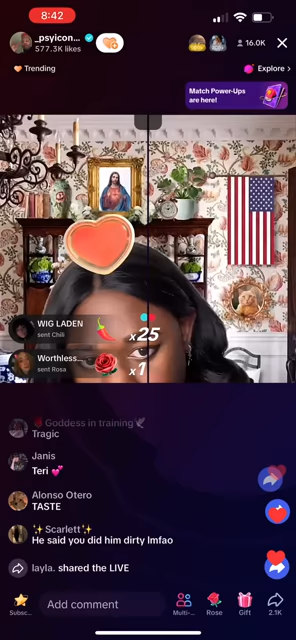 8:42
_psyicon...
577.3K likes
16.0K
Trending
Explore >
Match Power-Ups
are here!
WIG LADEN
sent Chili
x25
Worthless...
sent Rosa
x1
Goddess in training
Tragic
Janis
Teri
Alonso Otero
TASTE
Scarlett
He said you did him dirty lmfao
layla. shared the LIVE
Subsc...
Add comment
Multi-...
Rose
Gift
2.1K